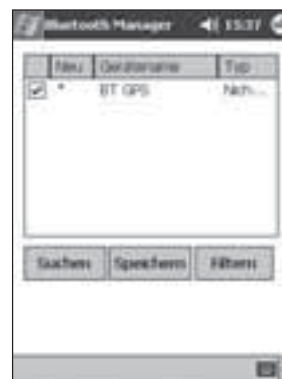 Bluetooth Manager 15:37
Neu Gerätename Typ
* BT GPS Nich...
Suchen Speichern Filtern